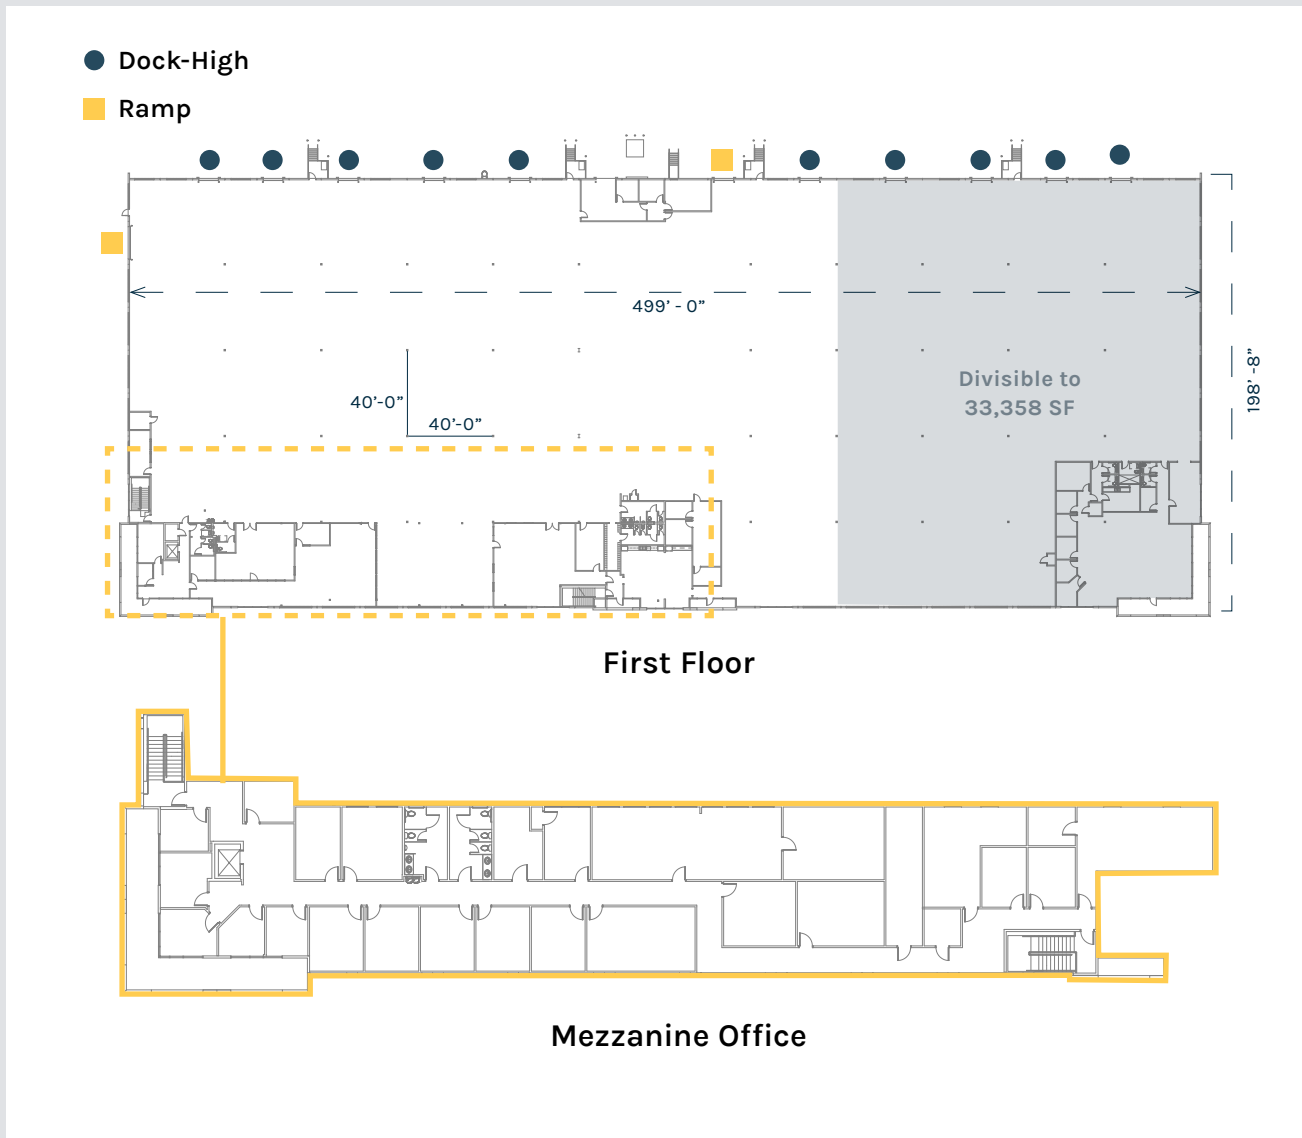 Dock-High
Ramp
499’ - 0”
Divisible to
33,358 SF
198’ -8”
40’-0”
40’-0”
First Floor
Mezzanine Office